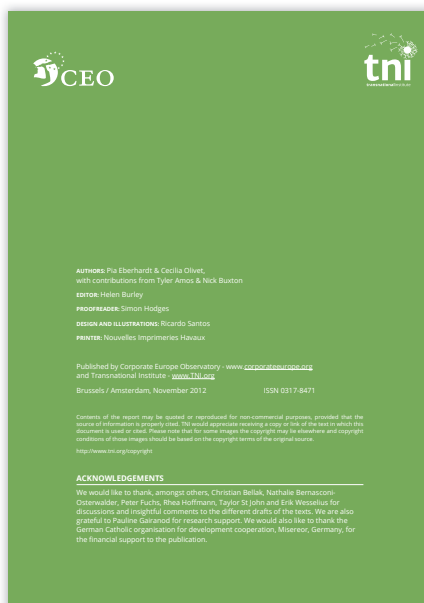 CEO
tni
transnationalinstitute
AUTHORS: Pia Eberhardt & Cecilia Olivet,
with contributions from Tyler Amos & Nick Buxton
EDITOR: Helen Burley
PROOFREADER: Simon Hodges
DESIGN AND ILLUSTRATIONS: Ricardo Santos
PRINTER: Nouvelles Imprimeries Havaux
Published by Corporate Europe Observatory - www.corporateeurope.org
and Transnational Institute - www.TNI.org
Brussels / Amsterdam, November 2012 ISSN 0317-8471
Contents of the report may be quoted or reproduced for non-commercial purposes, provided that the
source of information is properly cited. TNI would appreciate receiving a copy or link of the text in which this
document is used or cited. Please note that for some images the copyright may lie elsewhere and copyright
conditions of those images should be based on the copyright terms of the original source.
http://www.tni.org/copyright
ACKNOWLEDGEMENTS
We would like to thank, amongst others, Christian Bellak, Nathalie Bernasconi-
Osterwalder, Peter Fuchs, Rhea Hoffmann, Taylor St John and Erik Wesselius for
discussions and insightful comments to the different drafts of the texts. We are also
grateful to Pauline Gairanod for research support. We would also like to thank the
German Catholic organisation for development cooperation, Misereor, Germany, for
the financial support to the publication.